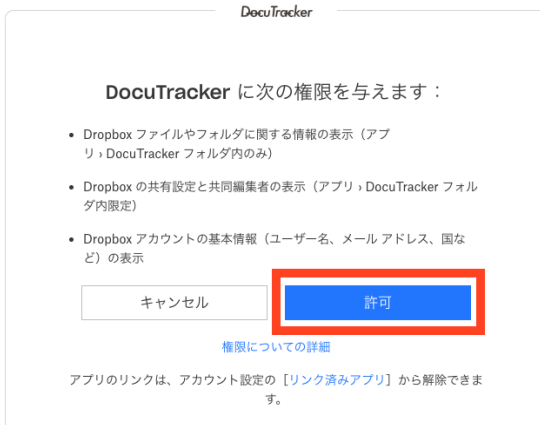 DocuTracker
DocuTracker に次の権限を与えます：
• Dropbox ファイルやフォルダに関する情報の表示（アプ
リ › DocuTracker フォルダ内のみ）
• Dropbox の共有設定と共同編集者の表示（アプリ › DocuTracker フォル
ダ内限定）
• Dropbox アカウントの基本情報（ユーザー名、メール アドレス、国な
ど）の表示
キャンセル
許可
権限についての詳細
アプリのリンクは、アカウント設定の［リンク済みアプリ］から解除できま
す。